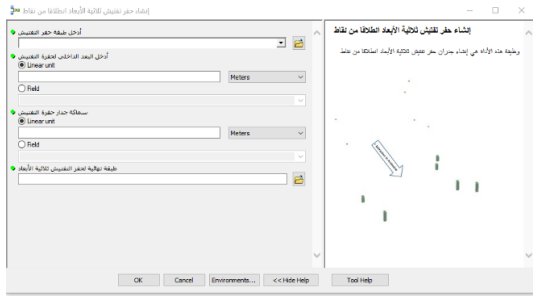 إنشاء حفر تفتيش ثلاثية الأبعاد انطلاقا من نقاط
أدخل طبقة حفر التفتيش
أدخل البعد الداخلي لحفرة التفتيش
Linear unit
Meters
Field
سماكة جدار حفرة التفتيش
Linear unit
Meters
Field
طبقة نهائية لحفر التفتيش ثلاثية الأبعاد
OK
Cancel
Environments...
<< Hide Help
Tool Help
إنشاء حفر تفتيش ثلاثية الأبعاد انطلاقا من نقاط
وظيفة هذه الأداة هي إنشاء جدران حفر تفتيش ثلاثية الأبعاد انطلاقا من نقاط.